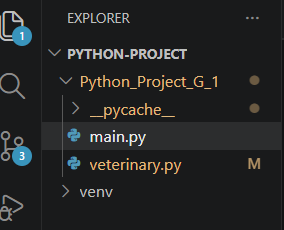 EXPLORER
1
PYTHON-PROJECT
Python_Project_G_1
__pycache__
main.py
3
veterinary.py M
venv